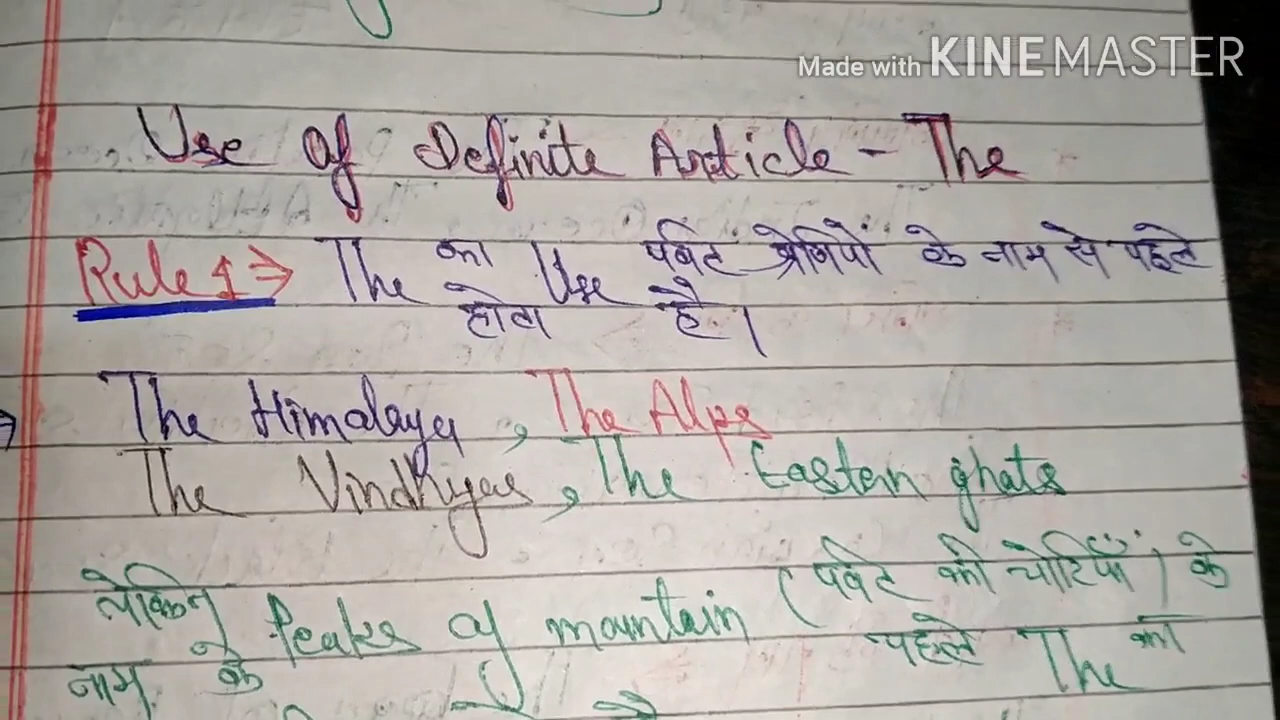 Made with KINEMASTER
Use of Definite Article - The
Rule 1 ⇒ The का Use पर्वत श्रेणियों के नाम से पहले
होता है।
The Himalaya, The Alps
The Vindhyas, The Eastern ghats
लेकिन Peaks of mountain (पर्वत की चोटियाँ) के
नाम के पहले The का